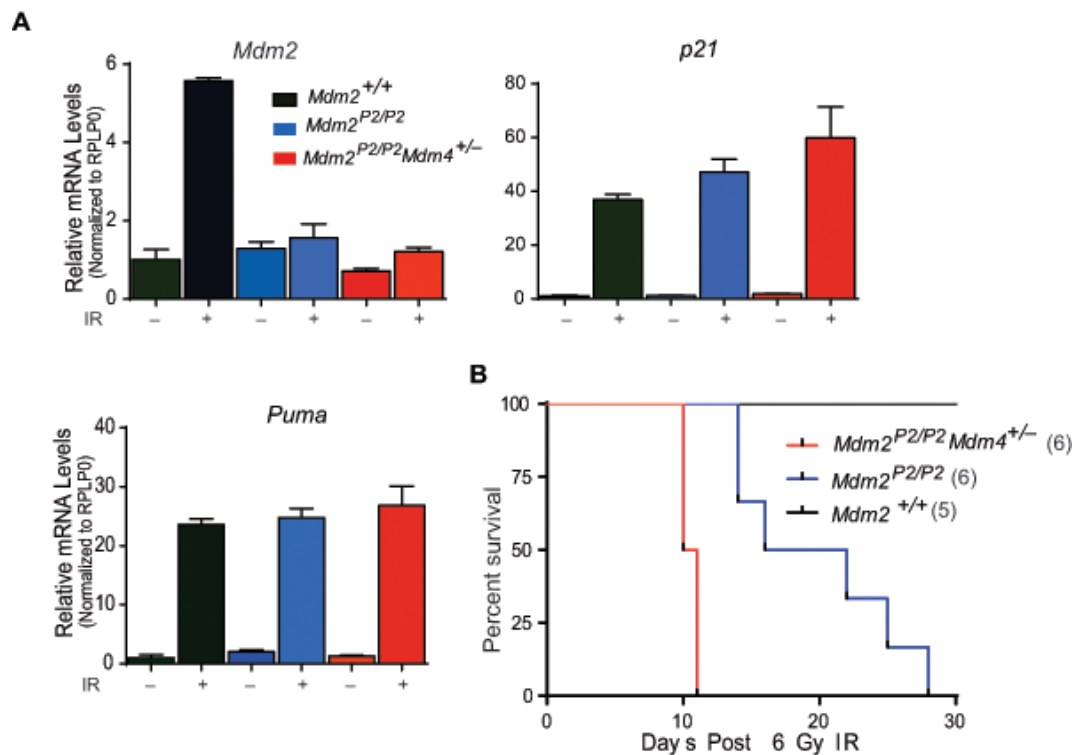 A
Mdm2
Relative mRNA Levels
(Normalized to RPLP0)
6
4
2
0
Mdm2+/+
Mdm2P2/P2
Mdm2P2/P2Mdm4+/–
IR – + – + – +
p21
80
60
40
20
0
– + – + – +
Puma
Relative mRNA Levels
(Normalized to RPLP0)
40
30
20
10
0
IR – + – + – +
B
Percent survival
100
75
50
25
0
Mdm2P2/P2Mdm4+/– (6)
Mdm2P2/P2 (6)
Mdm2+/+ (5)
0 10 20 30
Days Post 6 Gy IR